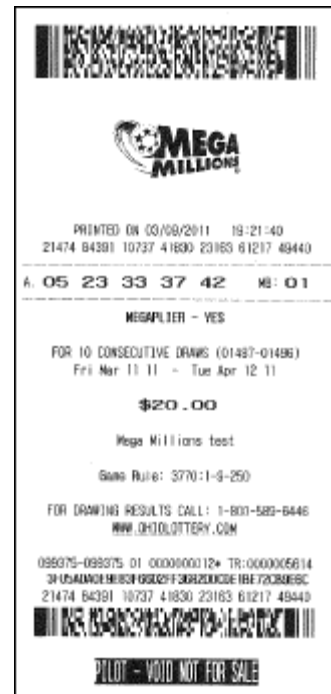 MEGA
MILLIONS
PRINTED ON 03/09/2011 19:21:40
21474 84391 10737 41830 23163 61217 49440
A. 05 23 33 37 42 MB: 01
MEGAPLIER - YES
FOR 10 CONSECUTIVE DRAWS (01487-01496)
Fri Mar 11 11 - Tue Apr 12 11
$20.00
Mega Millions test
Game Rule: 3770:1-9-250
FOR DRAWING RESULTS CALL: 1-800-589-6446
WWW.OHIOLOTTERY.COM
099375-099375 01 0000000012* TR:0000005614
21474 84391 10737 41830 23163 61217 49440
PILOT - VOID NOT FOR SALE